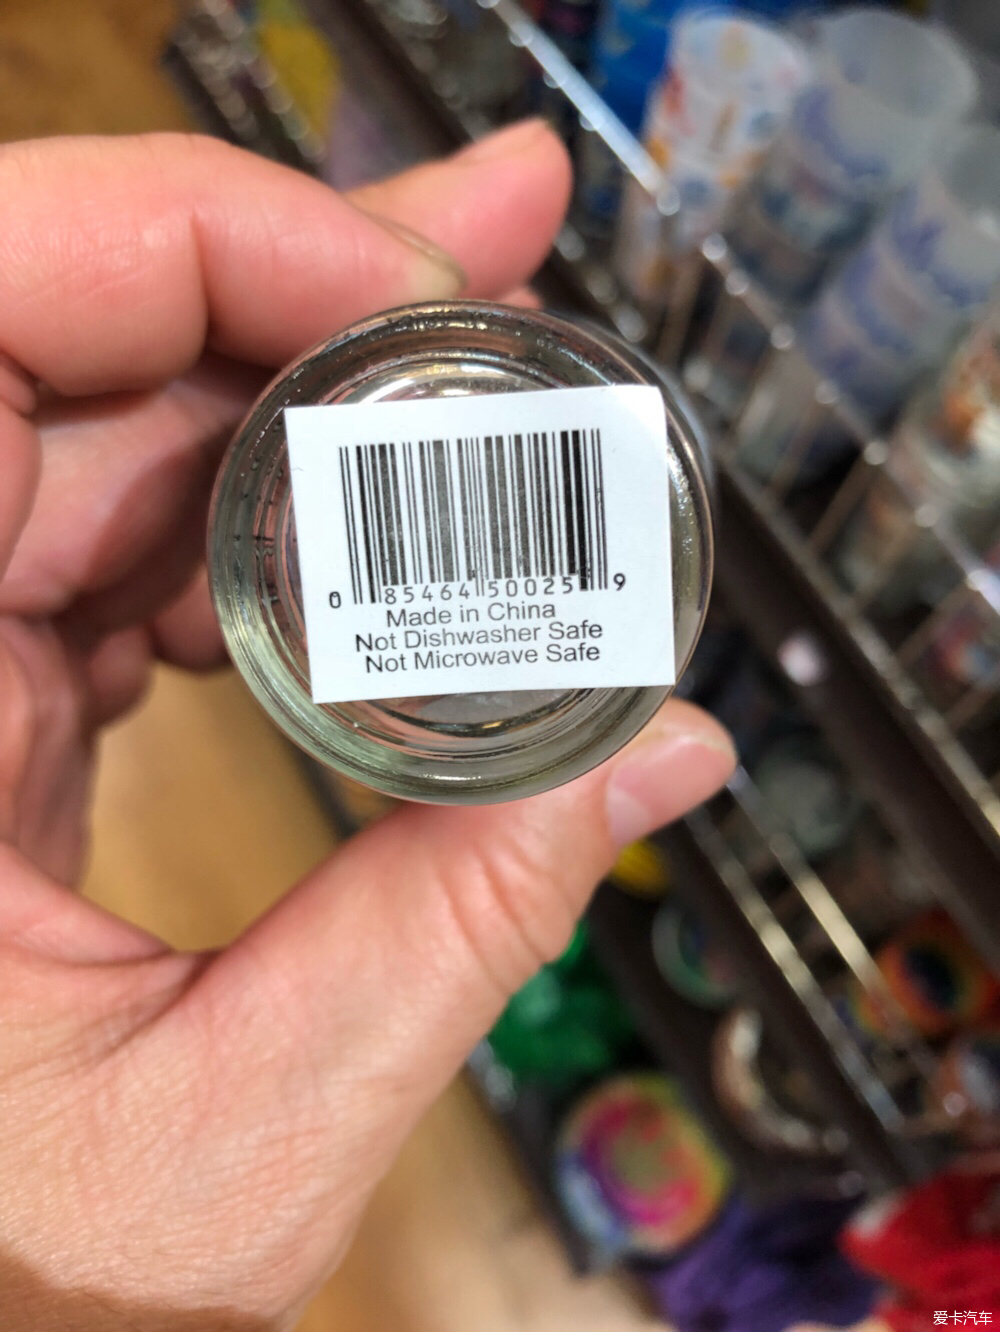 0 85464 50025 9
Made in China
Not Dishwasher Safe
Not Microwave Safe
爱卡汽车